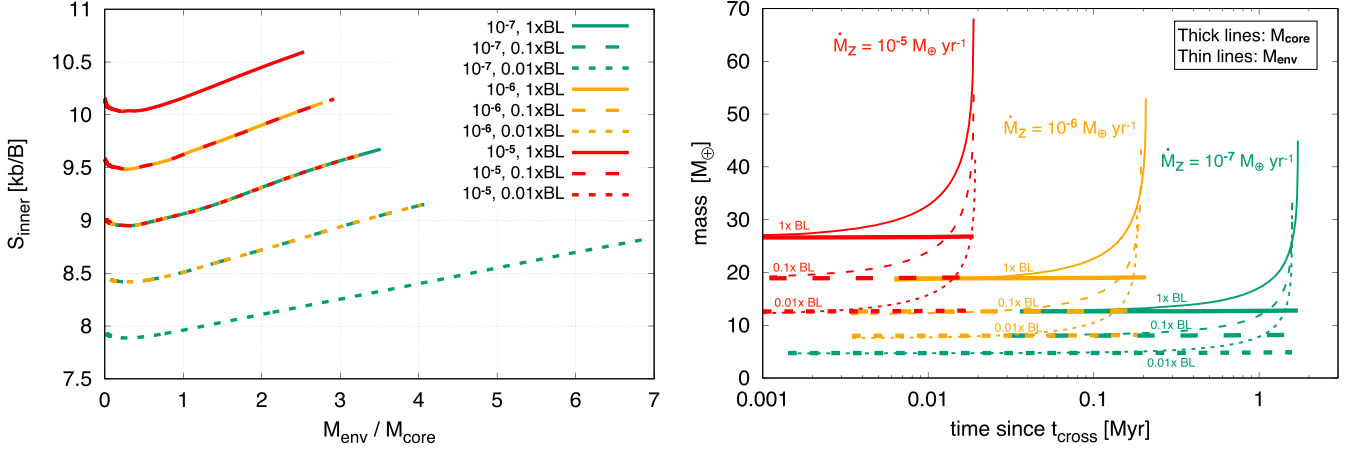 11
10.5
10
9.5
9
8.5
8
7.5
S_inner [kb/B]
0 1 2 3 4 5 6 7
M_env / M_core
10^-7, 1xBL
10^-7, 0.1xBL
10^-7, 0.01xBL
10^-6, 1xBL
10^-6, 0.1xBL
10^-6, 0.01xBL
10^-5, 1xBL
10^-5, 0.1xBL
10^-5, 0.01xBL
70
60
50
40
30
20
10
0
mass [M⊕]
0.001 0.01 0.1 1
time since t_cross [Myr]
Ṁ_Z = 10^-5 M⊕ yr^-1
Ṁ_Z = 10^-6 M⊕ yr^-1
Ṁ_Z = 10^-7 M⊕ yr^-1
Thick lines: M_core
Thin lines: M_env
1x BL
0.1x BL
0.01x BL
1x BL
0.1x BL
0.01x BL
1x BL
0.1x BL
0.01x BL